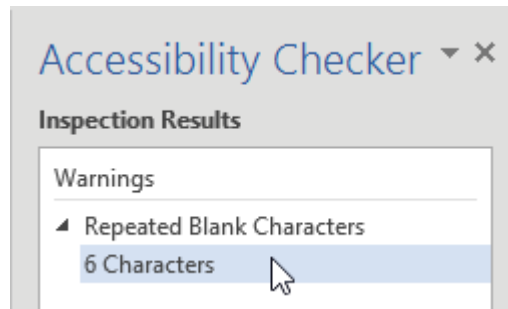 Accessibility Checker
Inspection Results
Warnings
Repeated Blank Characters
6 Characters